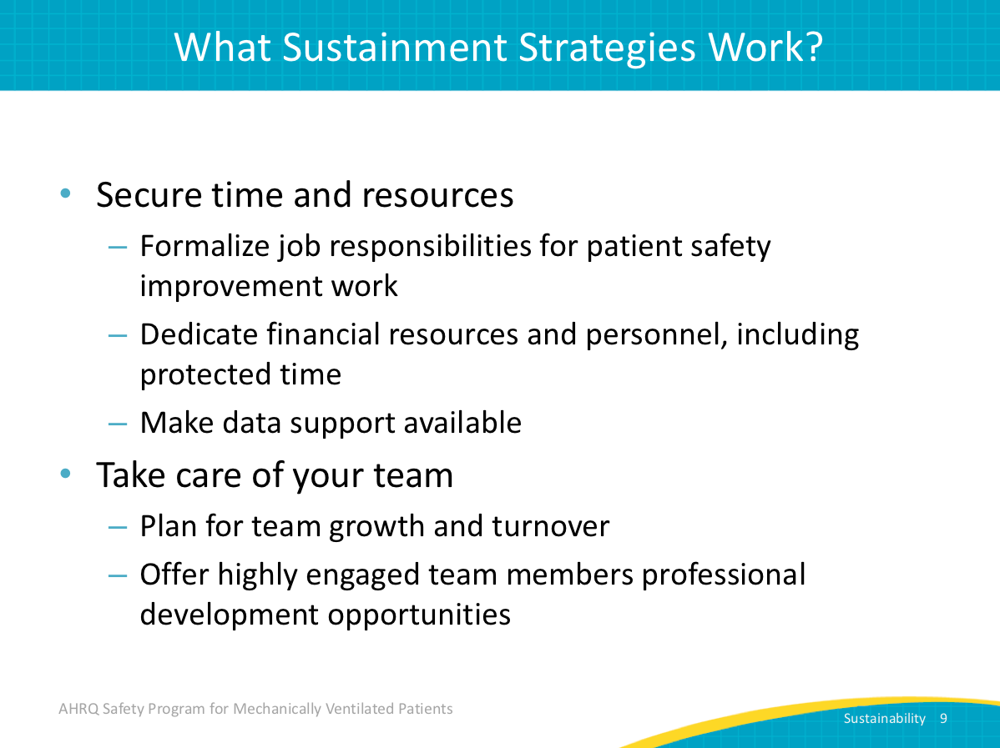 What Sustainment Strategies Work?
• Secure time and resources
– Formalize job responsibilities for patient safety
improvement work
– Dedicate financial resources and personnel, including
protected time
– Make data support available
• Take care of your team
– Plan for team growth and turnover
– Offer highly engaged team members professional
development opportunities
AHRQ Safety Program for Mechanically Ventilated Patients
Sustainability 9